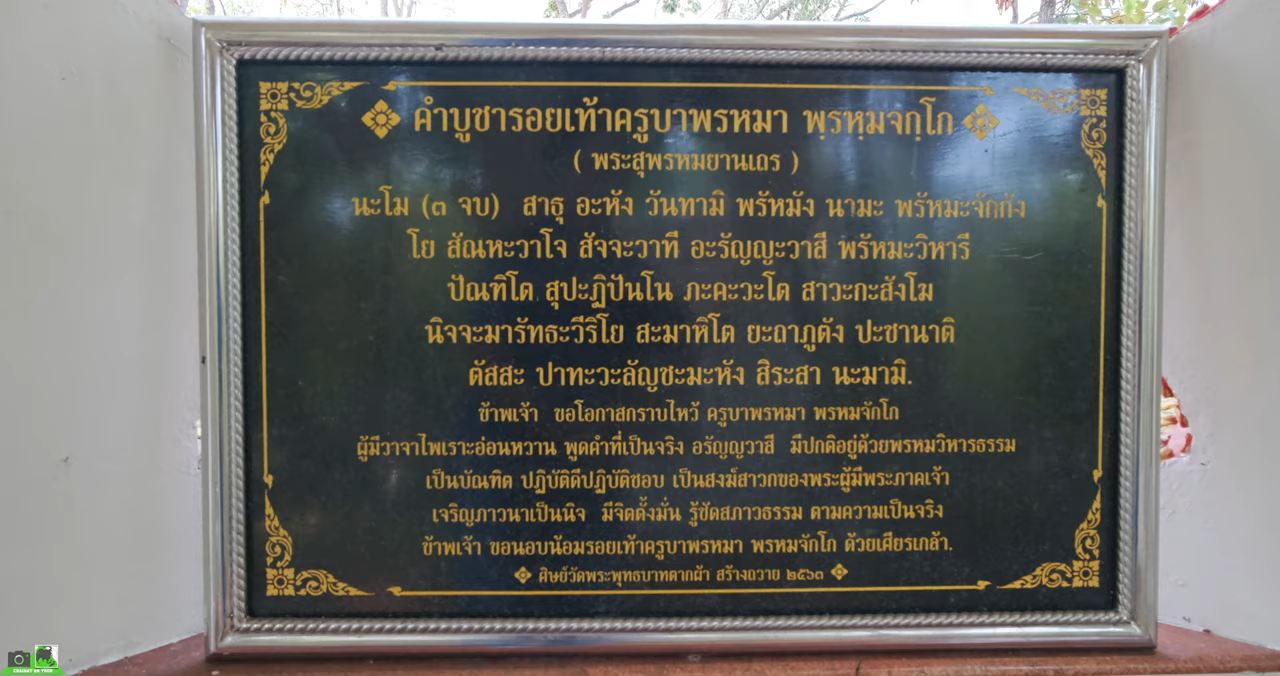 คำบูชารอยเท้าครูบาพรหมา พฺรหฺมจกฺโก
( พระสุพรหมยานเถร )
นะโม (๓ จบ) สาธุ อะหัง วันทามิ พรัหมัง นามะ พรัหมะจักกัง
โย สัณหะวาโจ สัจจะวาที อะรัญญะวาสี พรัหมะวิหารี
ปัณฑิโต สุปะฏิปันโน ภะคะวะโต สาวะกะสังโฆ
นิจจะมารัทธะวีริโย สะมาหิโต ยะถาภูตัง ปะชานาติ
ตัสสะ ปาทะวะลัญชะมะหัง สิระสา นะมามิ.
ข้าพเจ้า ขอโอกาสกราบไหว้ ครูบาพรหมา พรหมจักโก
ผู้มีวาจาไพเราะอ่อนหวาน พูดคำที่เป็นจริง อรัญญวาสี มีปกติอยู่ด้วยพรหมวิหารธรรม
เป็นบัณฑิต ปฏิบัติดีปฏิบัติชอบ เป็นสงฆ์สาวกของพระผู้มีพระภาคเจ้า
เจริญภาวนาเป็นนิจ มีจิตตั้งมั่น รู้ชัดสภาวธรรม ตามความเป็นจริง
ข้าพเจ้า ขอนอบน้อมรอยเท้าครูบาพรหมา พรหมจักโก ด้วยเศียรเกล้า.
ศิษย์วัดพระพุทธบาทตากผ้า สร้างถวาย ๒๕๖๓